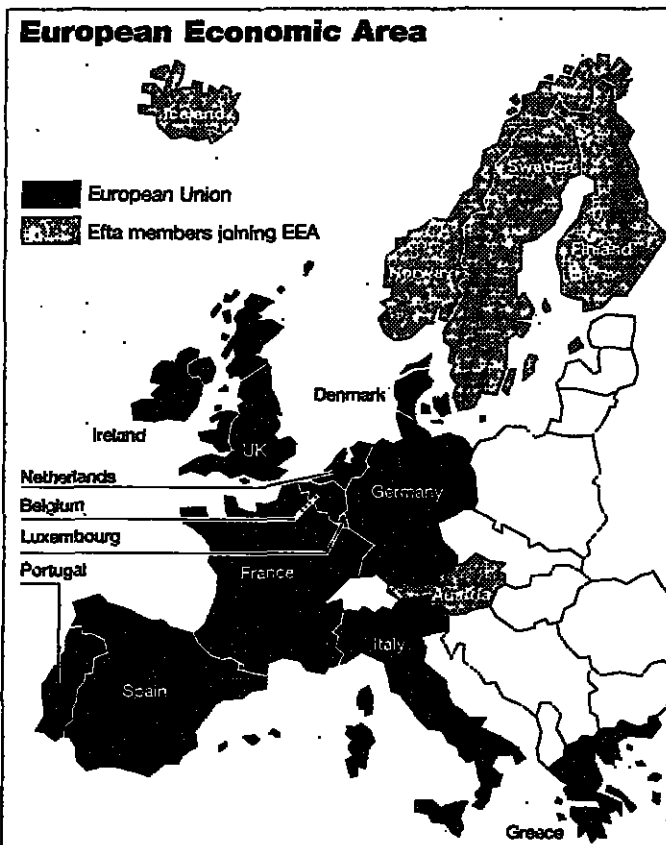 European Economic Area
Iceland
European Union
Efta members joining EEA
Sweden
Finland
Norway
Denmark
Ireland
UK
Netherlands
Germany
Belgium
Luxembourg
France
Portugal
Austria
Italy
Spain
Greece